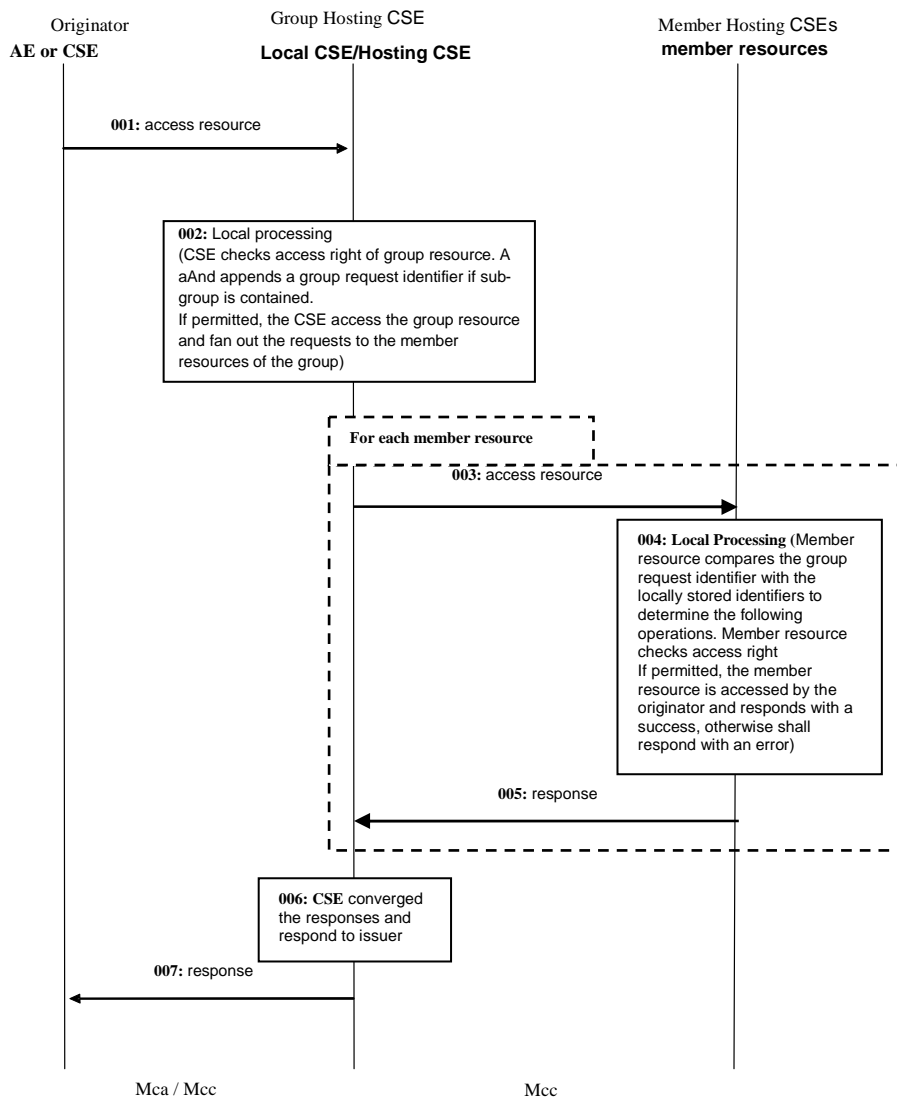 Originator
AE or CSE
Group Hosting CSE
Local CSE/Hosting CSE
Member Hosting CSEs
member resources
001: access resource
002: Local processing
(CSE checks access right of group resource. A
aAnd appends a group request identifier if sub-
group is contained.
If permitted, the CSE access the group resource
and fan out the requests to the member
resources of the group)
For each member resource
003: access resource
004: Local Processing (Member
resource compares the group
request identifier with the
locally stored identifiers to
determine the following
operations. Member resource
checks access right
If permitted, the member
resource is accessed by the
originator and responds with a
success, otherwise shall
respond with an error)
005: response
006: CSE converged
the responses and
respond to issuer
007: response
Mca / Mcc
Mcc